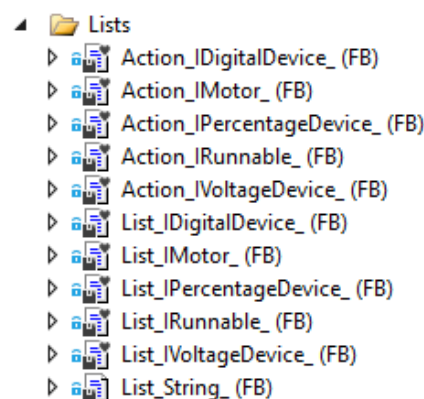 Lists
Action_IDigitalDevice_ (FB)
Action_IMotor_ (FB)
Action_IPercentageDevice_ (FB)
Action_IRunnable_ (FB)
Action_IVoltageDevice_ (FB)
List_IDigitalDevice_ (FB)
List_IMotor_ (FB)
List_IPercentageDevice_ (FB)
List_IRunnable_ (FB)
List_IVoltageDevice_ (FB)
List_String_ (FB)